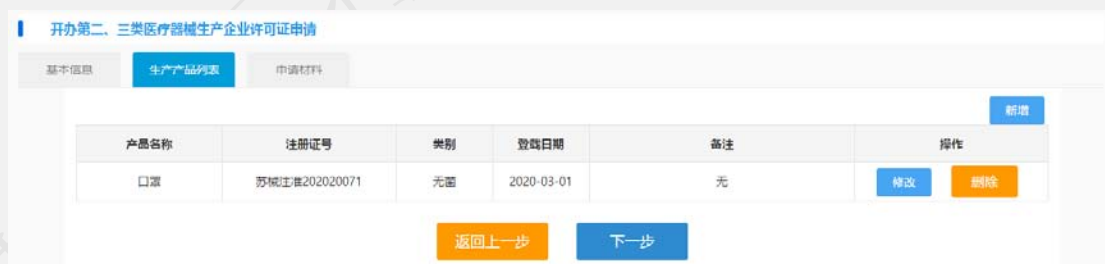 开办第二、三类医疗器械生产企业许可证申请
基本信息 生产产品列表 申请材料
新增
产品名称 注册证号 类别 登载日期 备注 操作
口罩 苏械注准202020071 无菌 2020-03-01 无 修改 删除
返回上一步 下一步